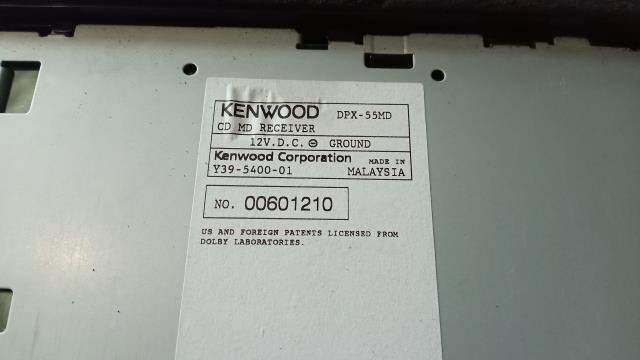 KENWOOD DPX-55MD
CD MD RECEIVER
12V.D.C. ⊖ GROUND
Kenwood Corporation MADE IN
Y39-5400-01 MALAYSIA
NO. 00601210
US AND FOREIGN PATENTS LICENSED FROM
DOLBY LABORATORIES.